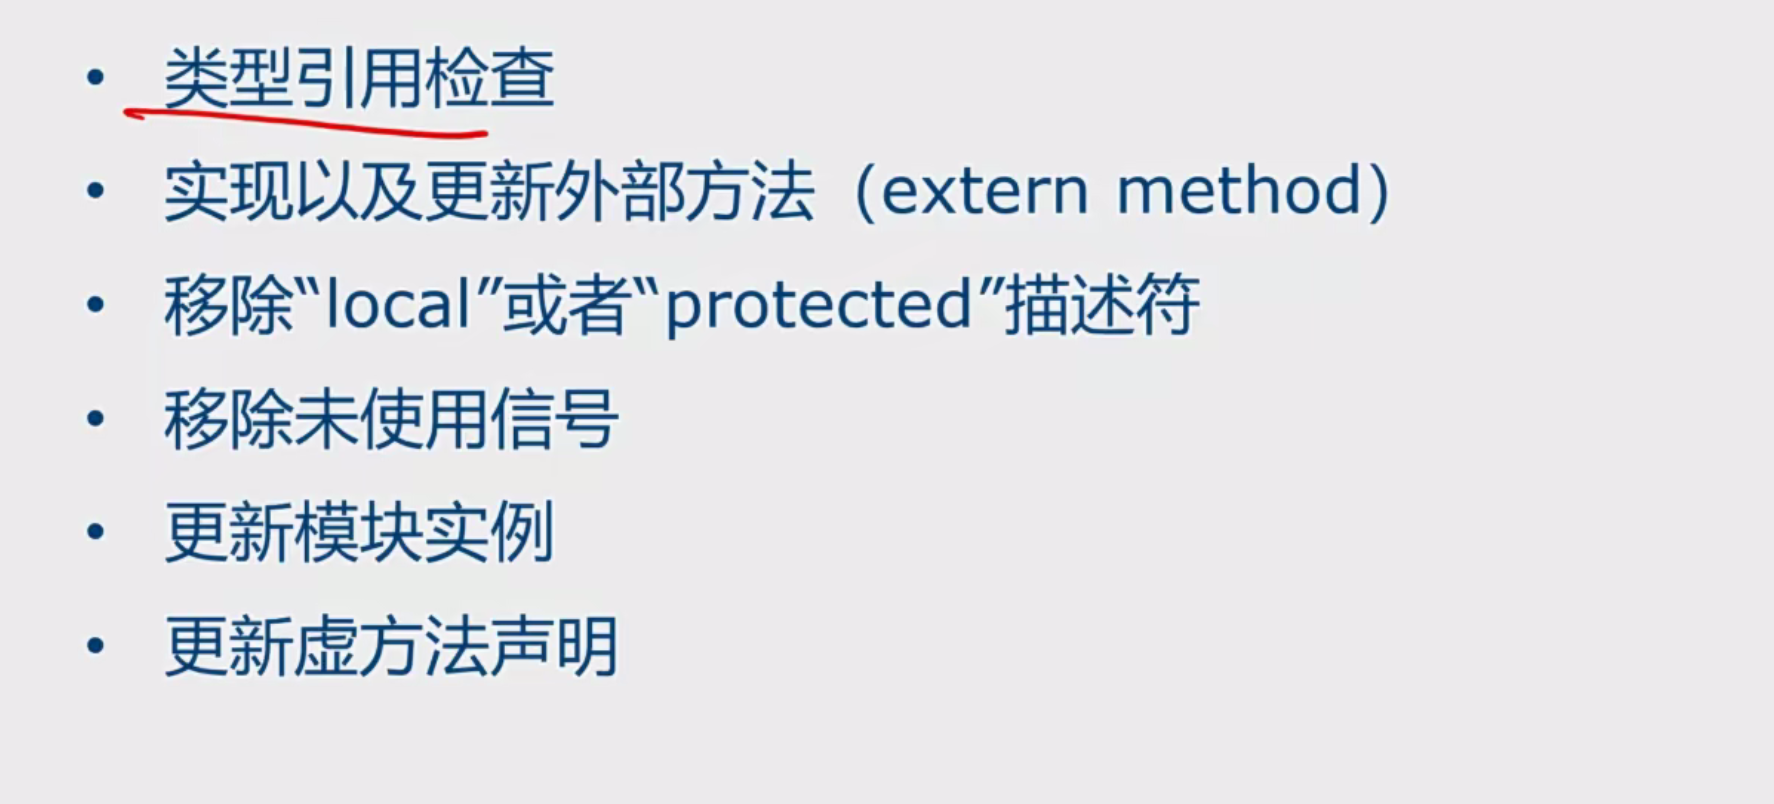 • 类型引用检查
• 实现以及更新外部方法（extern method）
• 移除“local”或者“protected”描述符
• 移除未使用信号
• 更新模块实例
• 更新虚方法声明